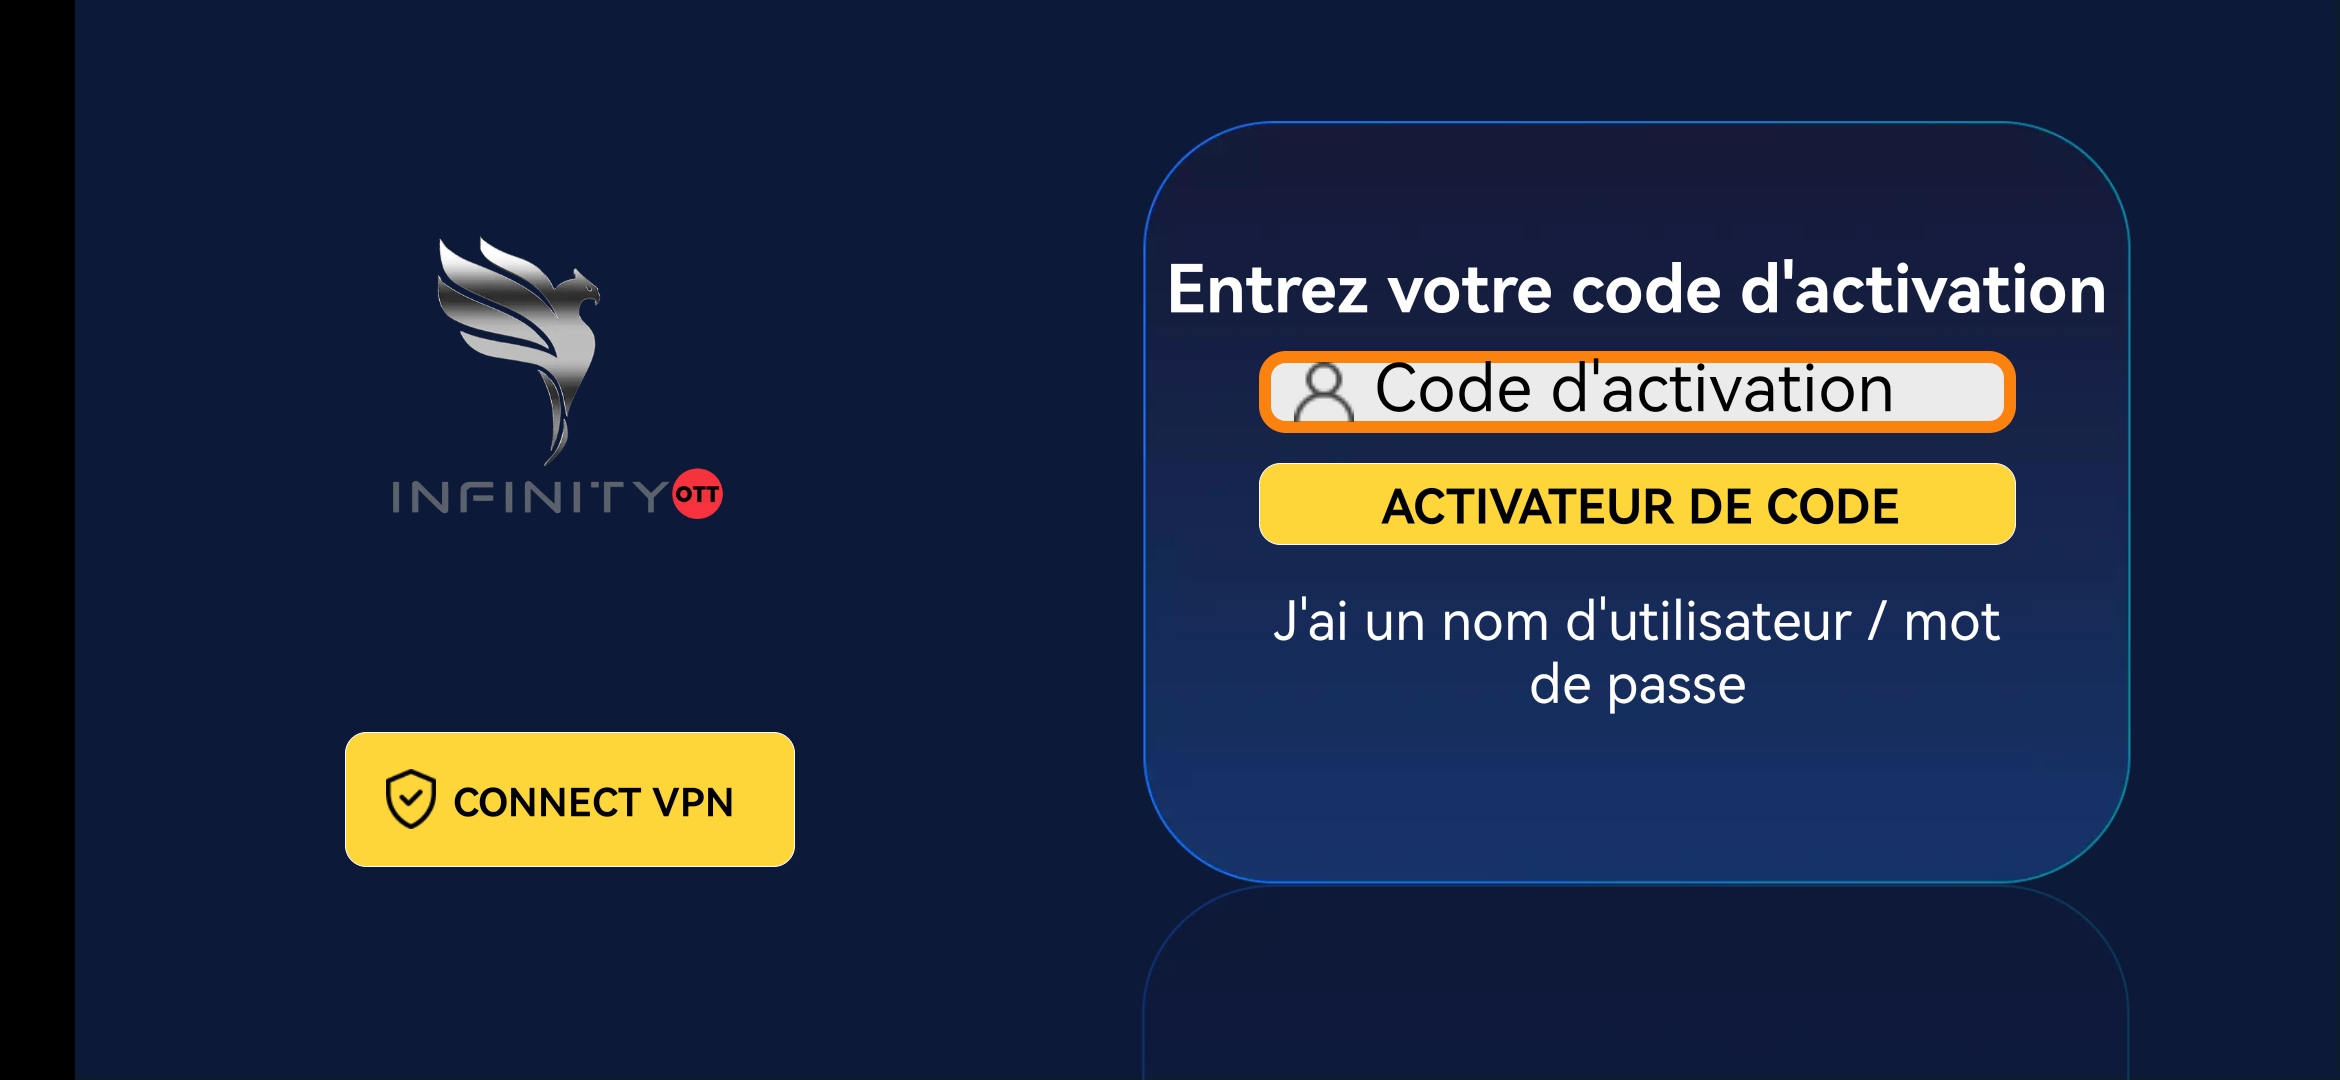 INFINITY OTT
CONNECT VPN
Entrez votre code d'activation
Code d'activation
ACTIVATEUR DE CODE
J'ai un nom d'utilisateur / mot
de passe